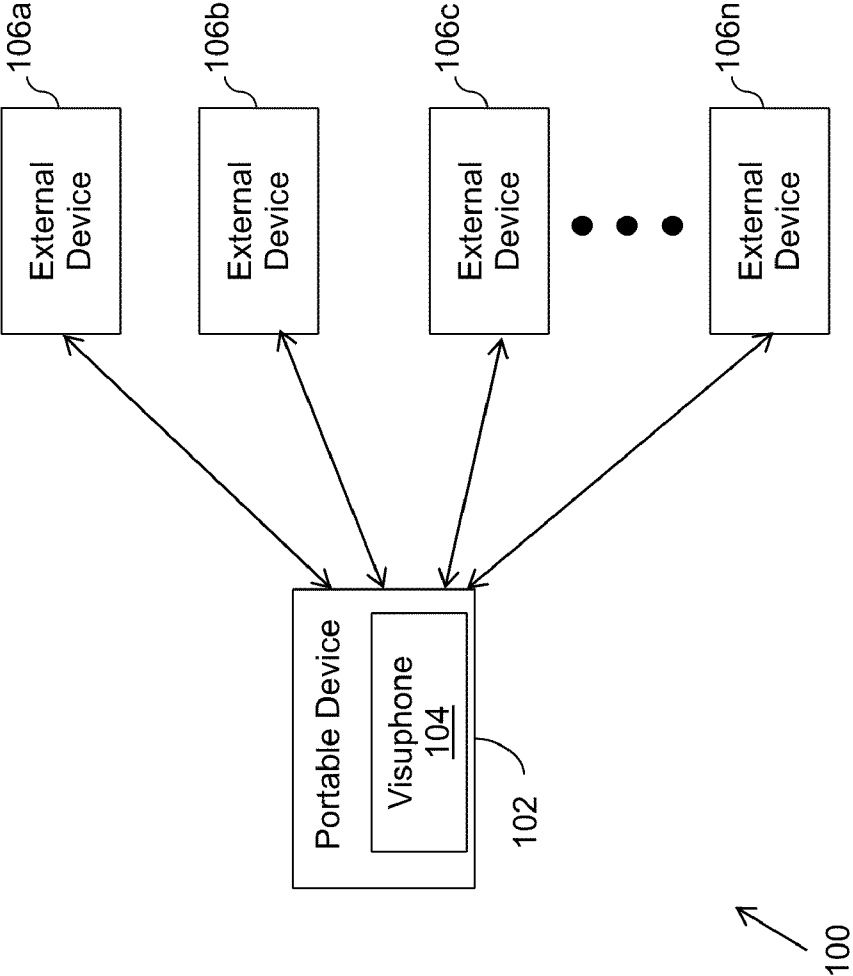 106a
External
Device
106b
External
Device
106c
External
Device
106n
External
Device
Portable Device
Visuphone
104
102
100